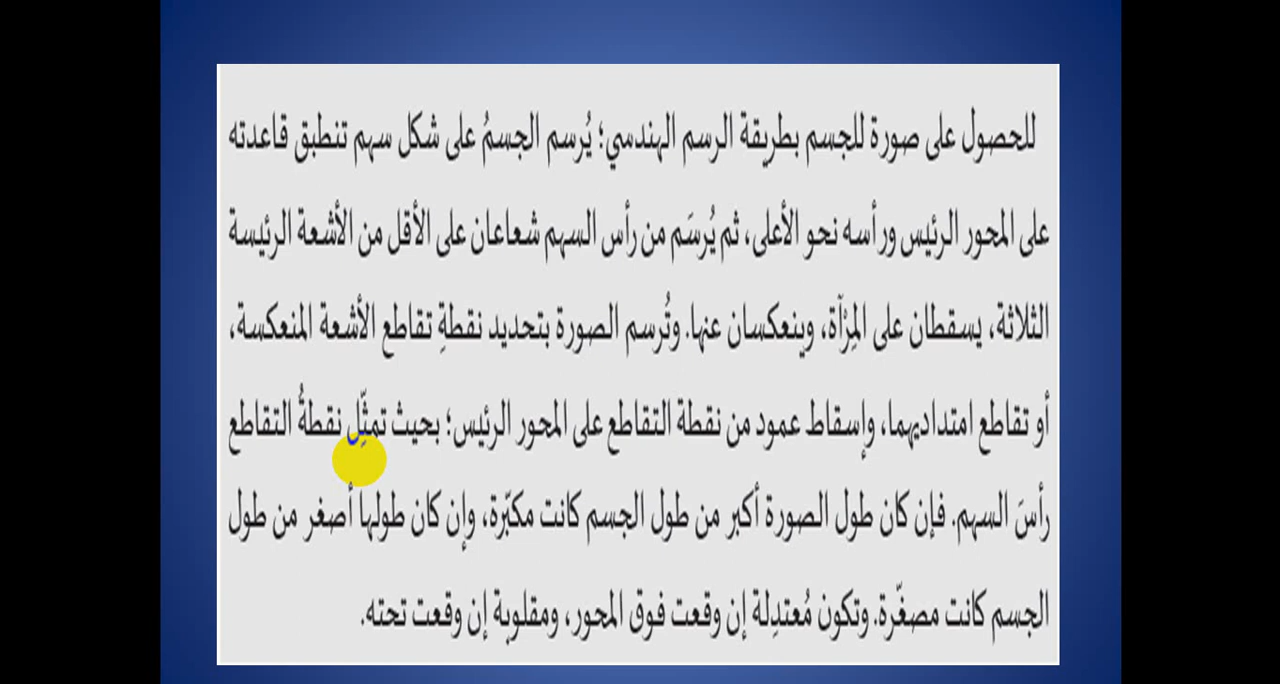 للحصول على صورة للجسم بطريقة الرسم الهندسي؛ يُرسم الجسمُ على شكل سهم تنطبق قاعدته
على المحور الرئيس ورأسه نحو الأعلى، ثم يُرسَم من رأس السهم شعاعان على الأقل من الأشعة الرئيسة
الثلاثة، يسقطان على المِرْآة، وينعكسان عنها. وتُرسم الصورة بتحديد نقطةِ تقاطع الأشعة المنعكسة،
أو تقاطع امتداديهما، وإسقاط عمود من نقطة التقاطع على المحور الرئيس؛ بحيث تمثّل نقطةُ التقاطع
رأسَ السهم. فإن كان طول الصورة أكبر من طول الجسم كانت مكبّرة، وإن كان طولها أصغر من طول
الجسم كانت مصغّرة. وتكون مُعتدِلة إن وقعت فوق المحور، ومقلوبة إن وقعت تحته.